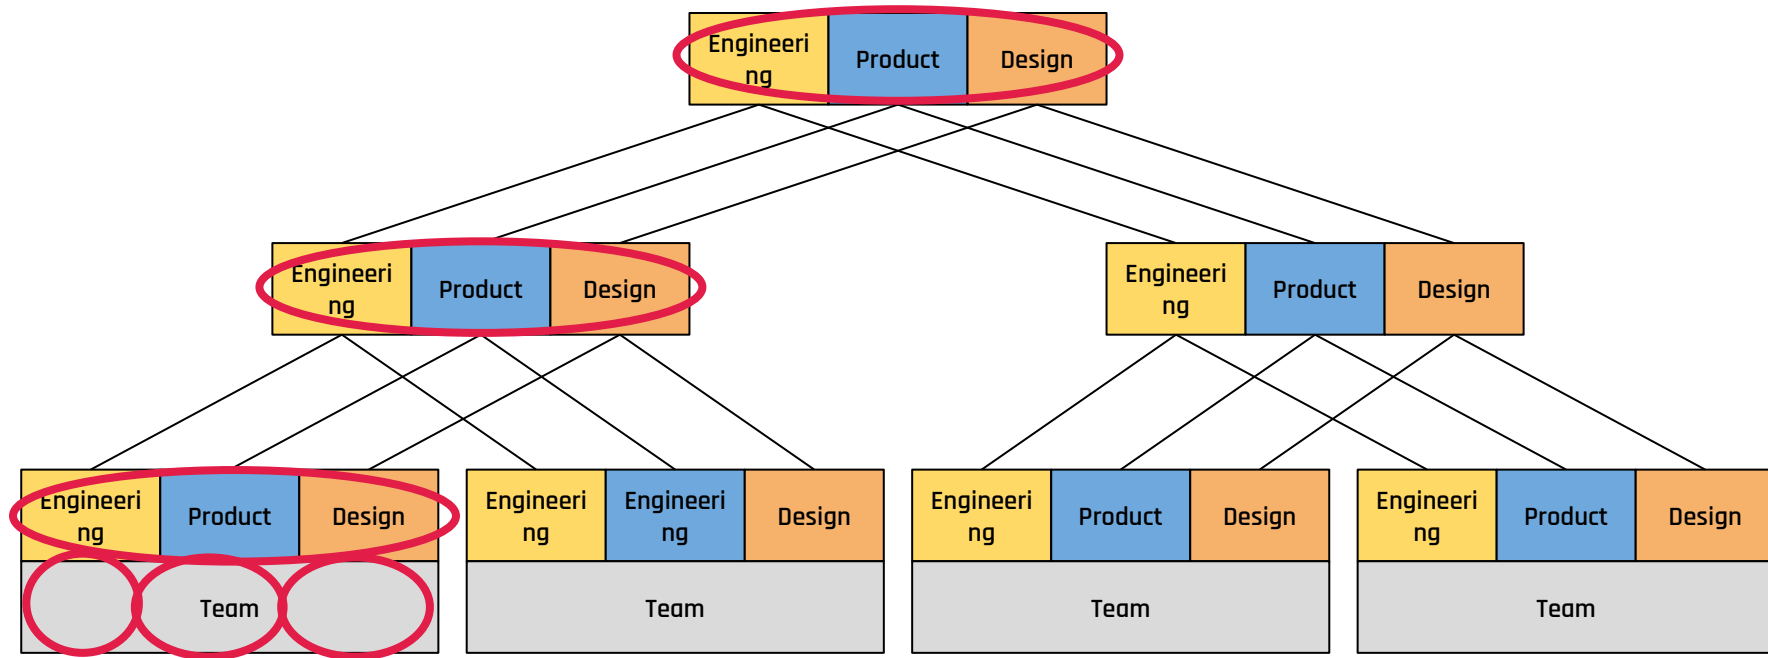 Engineeri
ng
Product
Design
Engineeri
ng
Product
Design
Engineeri
ng
Product
Design
Engineeri
ng
Product
Design
Engineeri
ng
Engineeri
ng
Design
Engineeri
ng
Product
Design
Engineeri
ng
Product
Design
Team
Team
Team
Team